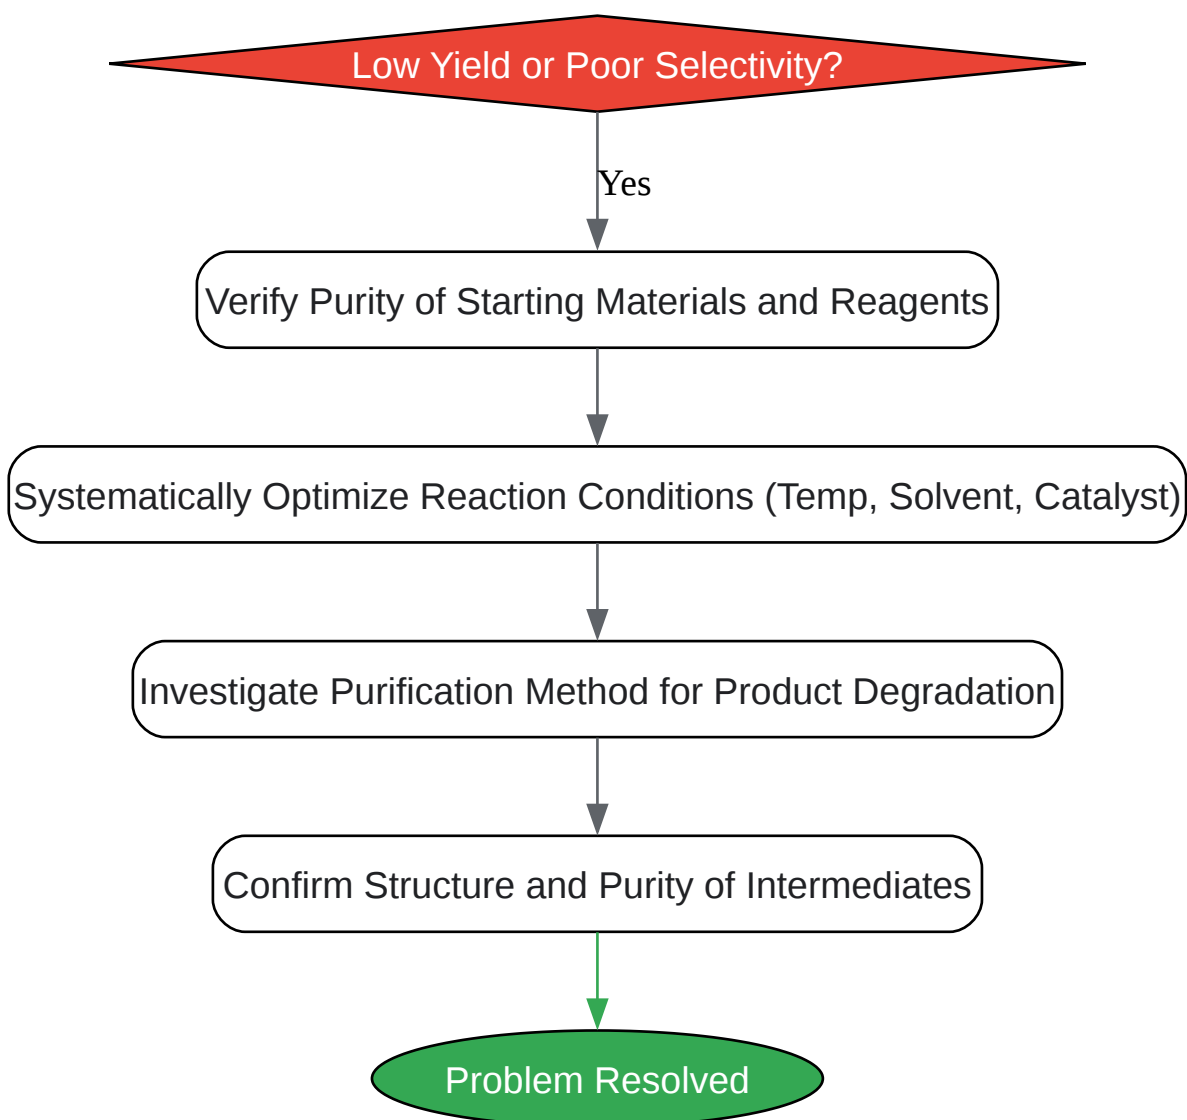 Low Yield or Poor Selectivity?
Yes
Verify Purity of Starting Materials and Reagents
Systematically Optimize Reaction Conditions (Temp, Solvent, Catalyst)
Investigate Purification Method for Product Degradation
Confirm Structure and Purity of Intermediates
Problem Resolved